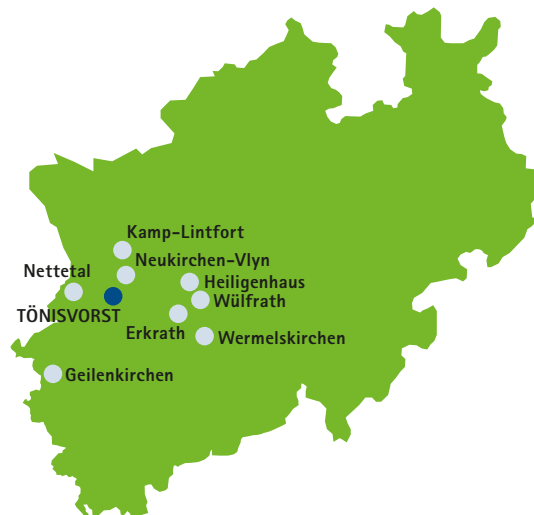 Kamp-Lintfort
Neukirchen-Vlyn
Nettetal
Heiligenhaus
Wülfrath
TÖNISVORST
Erkrath
Wermelskirchen
Geilenkirchen